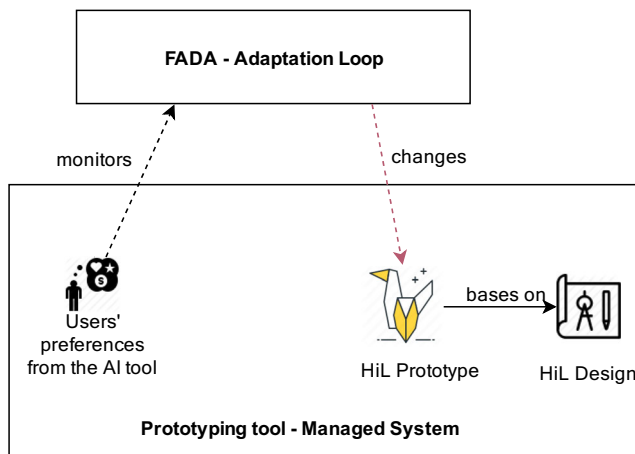 FADA - Adaptation Loop
monitors
changes
Users'
preferences
from the AI tool
bases on
HiL Prototype
HiL Design
Prototyping tool - Managed System